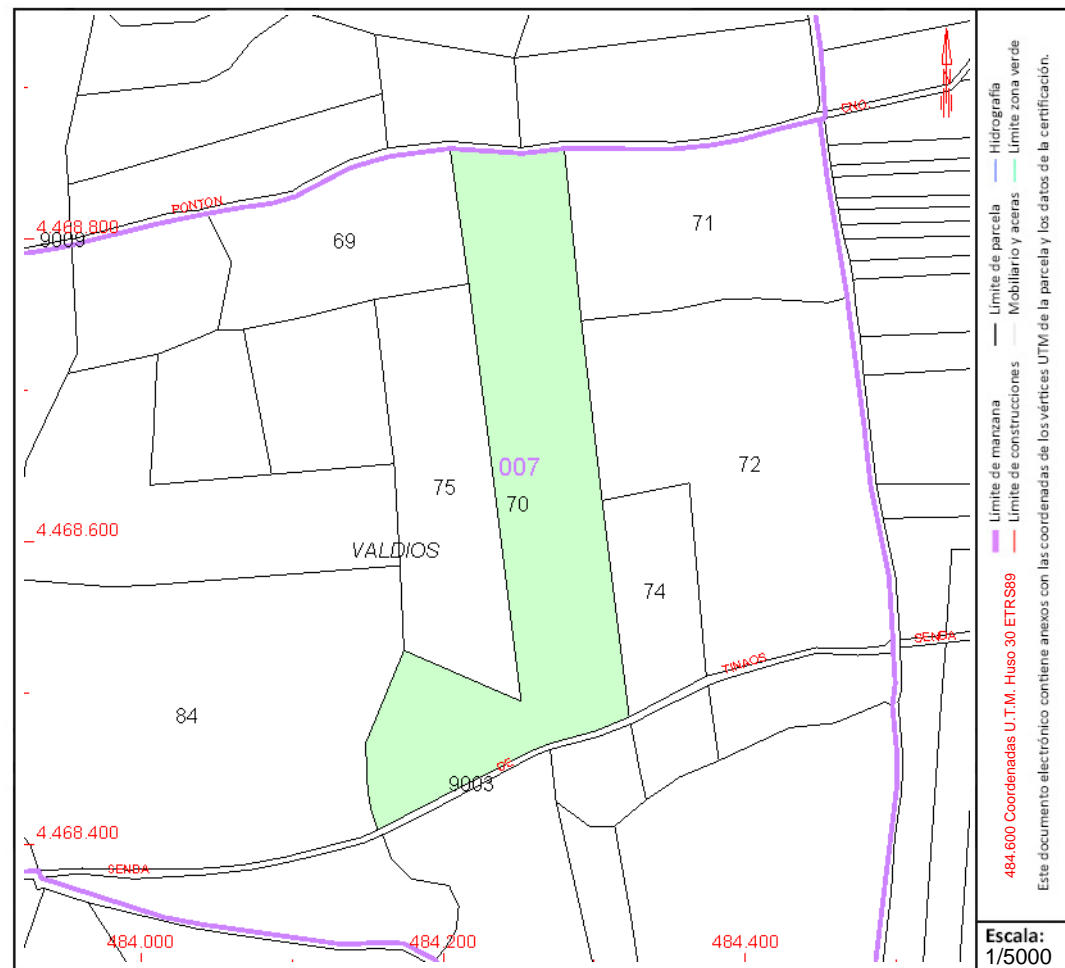 CNO.
PONTON
4.468.800
9009
69
71
007
75
70
72
4.468.600
VALDIOS
74
TINAOS
SENDA
84
DE
9003
4.468.400
SENDA
484.000
484.200
484.400
Límite de manzana
Límite de parcela
Hidrografía
Límite de construcciones
Mobiliario y aceras
Límite zona verde
484.600 Coordenadas U.T.M. Huso 30 ETRS89
Este documento electrónico contiene anexos con las coordenadas de los vértices UTM de la parcela y los datos de la certificación.
Escala:
1/5000